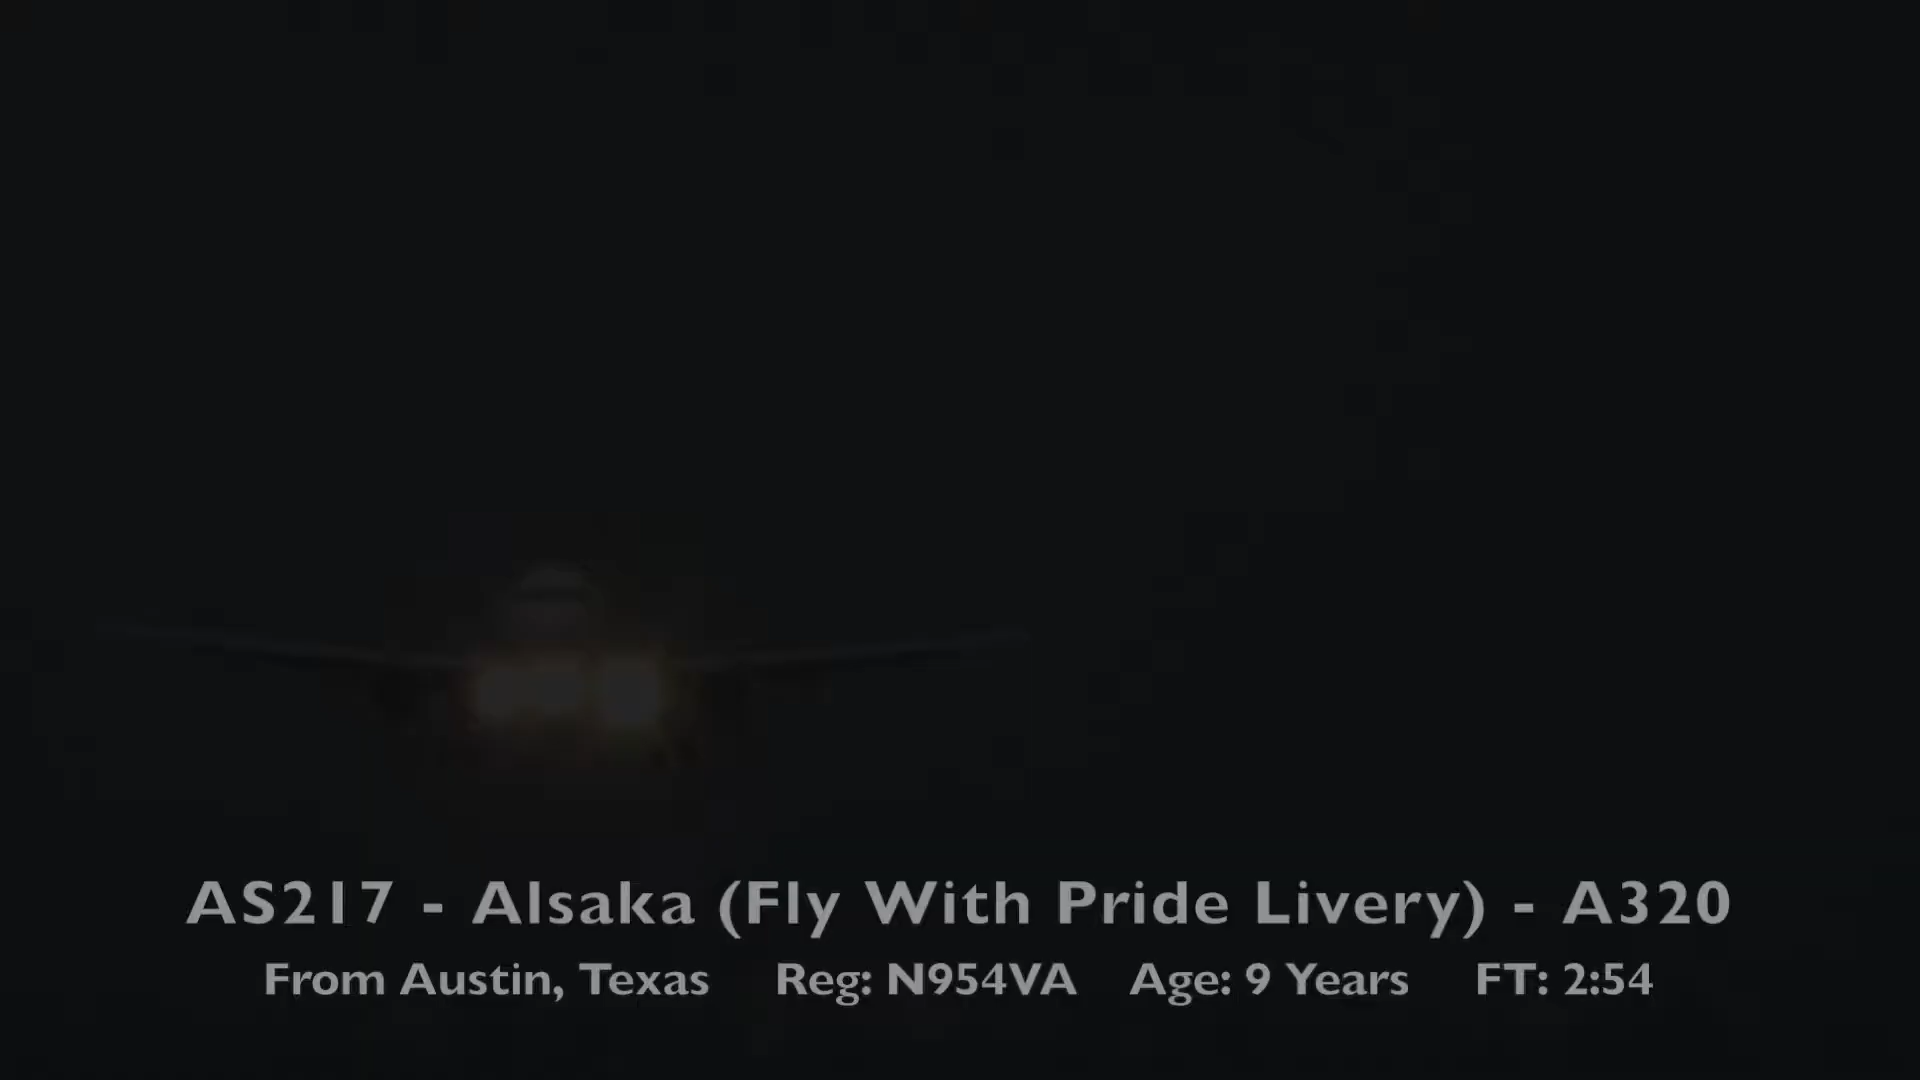 AS217 - Alsaka (Fly With Pride Livery) - A320
From Austin, Texas Reg: N954VA Age: 9 Years FT: 2:54